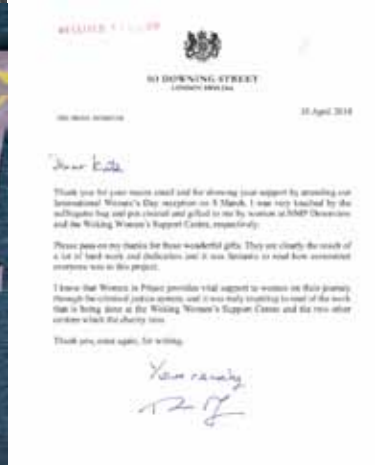 10 DOWNING STREET
LONDON SW1A 2AA
THE PRIME MINISTER
18 April 2018
Dear Kate
Thank you for your recent email and for showing your support by attending our
International Women's Day reception on 8 March. I was very touched by the
suffragette bag and pin created and gifted to me by women at HMP Downview
and the Woking Women's Support Centre, respectively.
Please pass on my thanks for these wonderful gifts. They are clearly the result of
a lot of hard work and dedication and it was fantastic to read how committed
everyone was to this project.
I know that Women in Prison provides vital support to women on their journey
through the criminal justice system, and it was truly inspiring to read of the work
that is being done at the Woking Women's Support Centre and the two other
centres which the charity runs.
Thank you, once again, for writing.
Yours sincerely